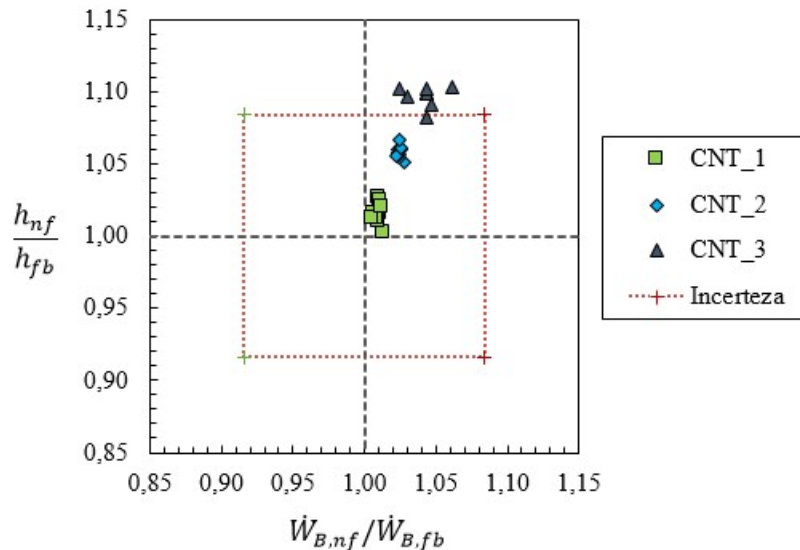 1,15
1,10
1,05
1,00
0,95
0,90
0,85
h_nf
h_fb
0,85 0,90 0,95 1,00 1,05 1,10 1,15
Ẇ_B,nf/Ẇ_B,fb
CNT_1
CNT_2
CNT_3
Incerteza